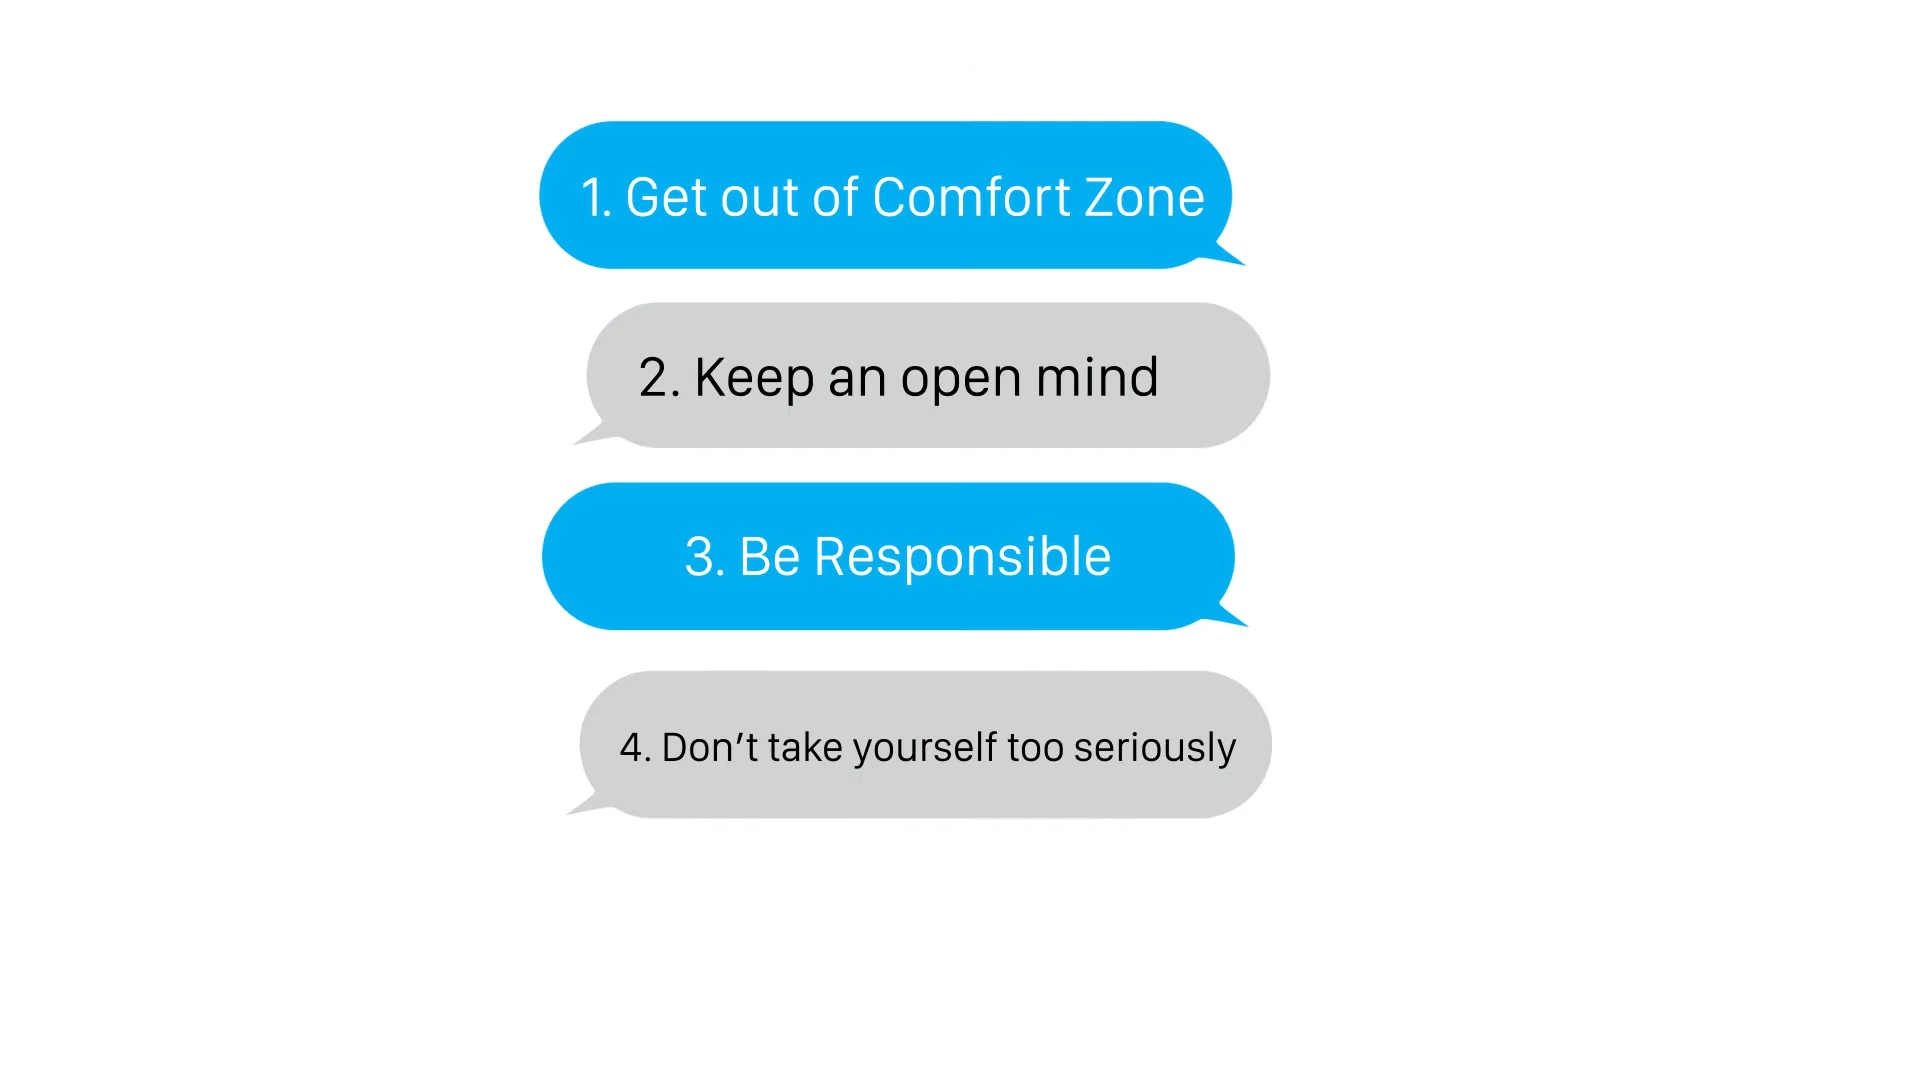 1. Get out of Comfort Zone
2. Keep an open mind
3. Be Responsible
4. Don’t take yourself too seriously